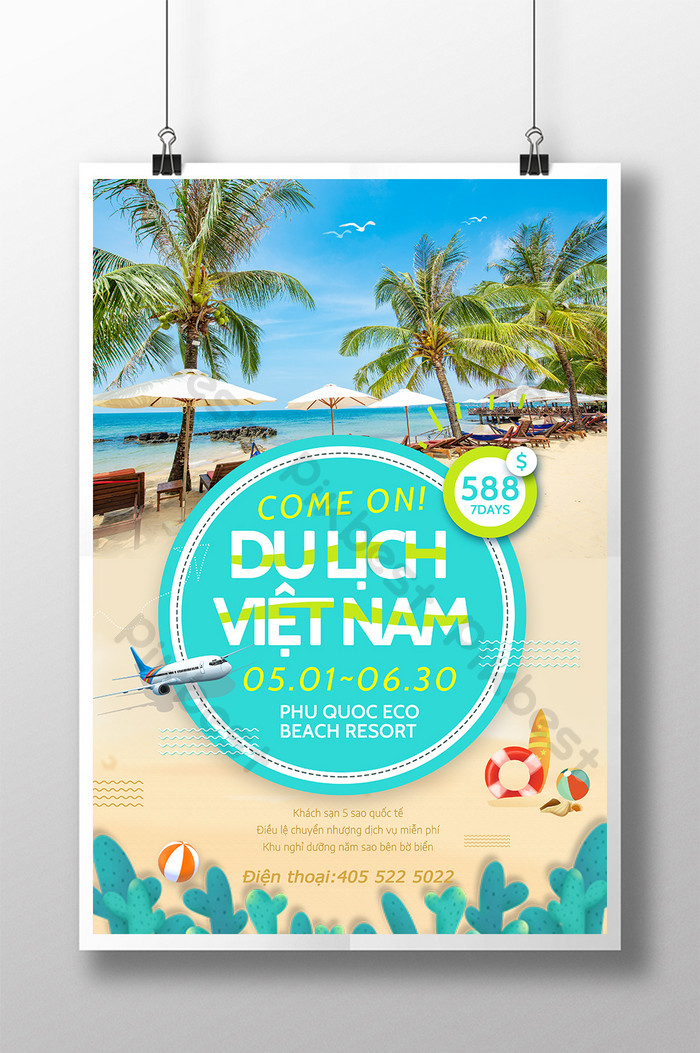 COME ON!
$
588
7DAYS
DU LỊCH
VIỆT NAM
05.01~06.30
PHU QUOC ECO
BEACH RESORT
Khách sạn 5 sao quốc tế
Điều lệ chuyển nhượng dịch vụ miễn phí
Khu nghỉ dưỡng năm sao bên bờ biển
Điện thoại:405 522 5022